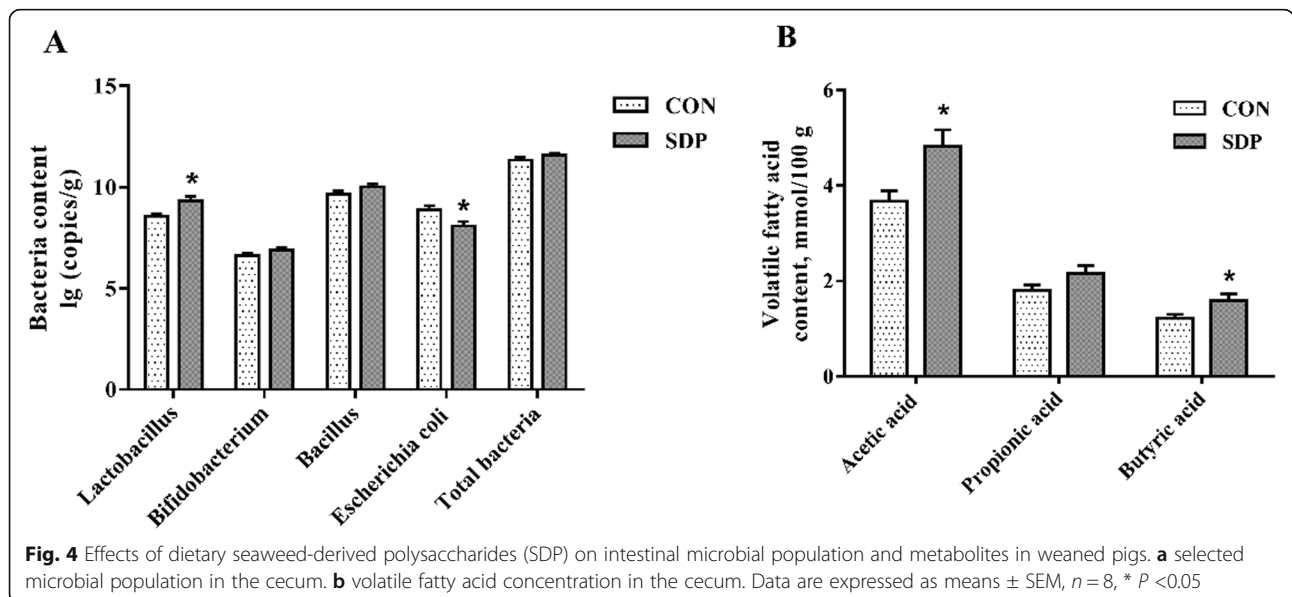 A
15
10
5
0
Bacteria content
lg (copies/g)
CON
SDP
*
*
Lactobacillus
Bifidobacterium
Bacillus
Escherichia coli
Total bacteria
B
6
4
2
0
Volatile fatty acid
content, mmol/100 g
CON
SDP
*
*
Acetic acid
Propionic acid
Butyric acid
Fig. 4 Effects of dietary seaweed-derived polysaccharides (SDP) on intestinal microbial population and metabolites in weaned pigs. a selected
microbial population in the cecum. b volatile fatty acid concentration in the cecum. Data are expressed as means ± SEM, n = 8, * P <0.05